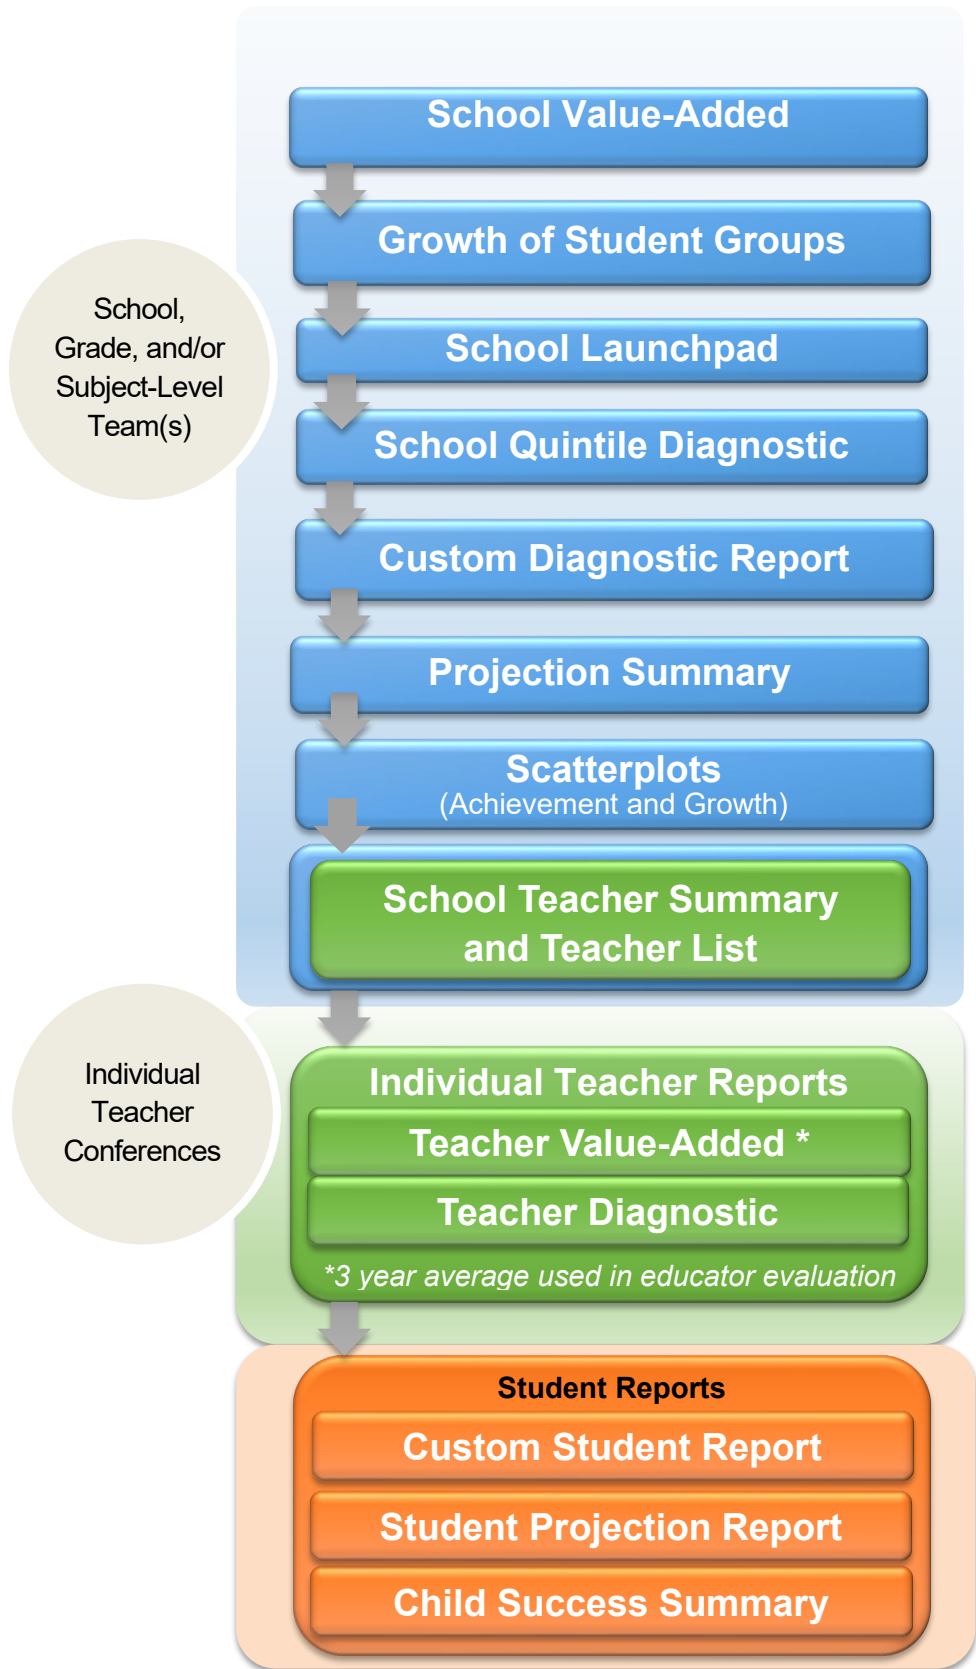 School Value-Added
Growth of Student Groups
School,
Grade, and/or
Subject-Level
Team(s)
School Launchpad
School Quintile Diagnostic
Custom Diagnostic Report
Projection Summary
Scatterplots
(Achievement and Growth)
School Teacher Summary
and Teacher List
Individual
Teacher
Conferences
Individual Teacher Reports
Teacher Value-Added *
Teacher Diagnostic
*3 year average used in educator evaluation
Student Reports
Custom Student Report
Student Projection Report
Child Success Summary